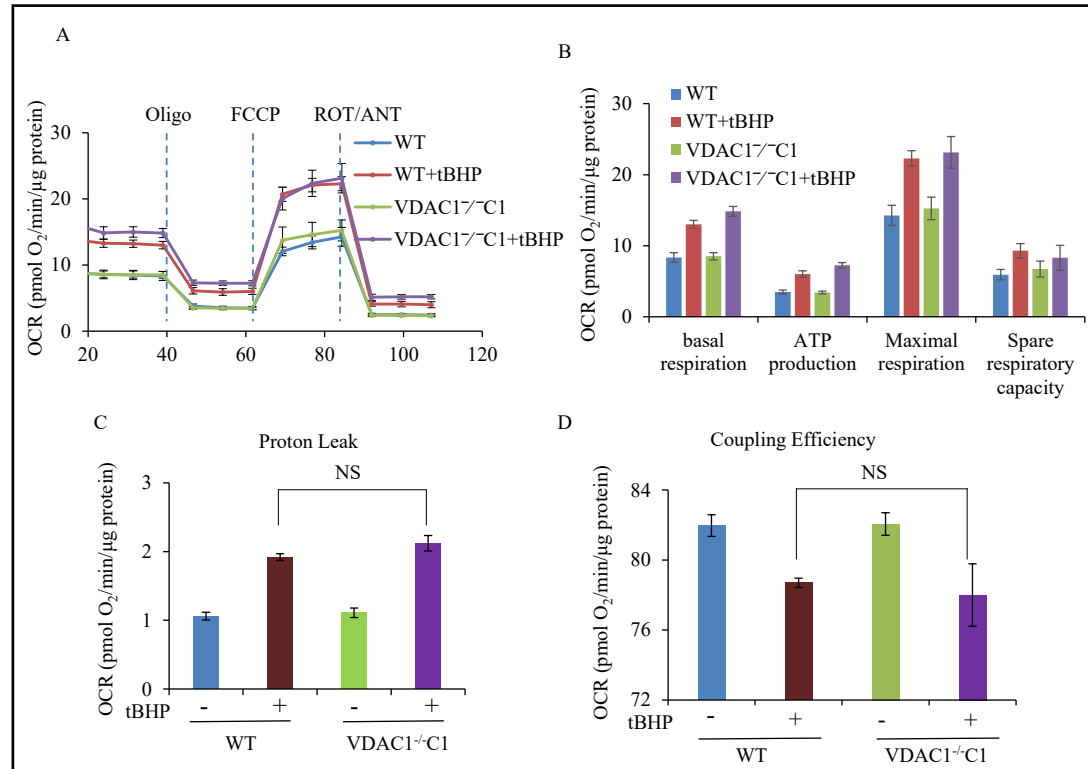 A
Oligo FCCP ROT/ANT
OCR (pmol O₂/min/µg protein)
30
20
10
0
20 40 60 80 100 120
WT
WT+tBHP
VDAC1⁻/⁻C1
VDAC1⁻/⁻C1+tBHP
B
OCR (pmol O₂/min/µg protein)
30
20
10
0
WT
WT+tBHP
VDAC1⁻/⁻C1
VDAC1⁻/⁻C1+tBHP
basal respiration
ATP production
Maximal respiration
Spare respiratory capacity
C
Proton Leak
NS
OCR (pmol O₂/min/µg protein)
3
2
1
0
tBHP - + - +
WT VDAC1⁻/⁻C1
D
Coupling Efficiency
NS
OCR (pmol O₂/min/µg protein)
84
80
76
72
tBHP - + - +
WT VDAC1⁻/⁻C1